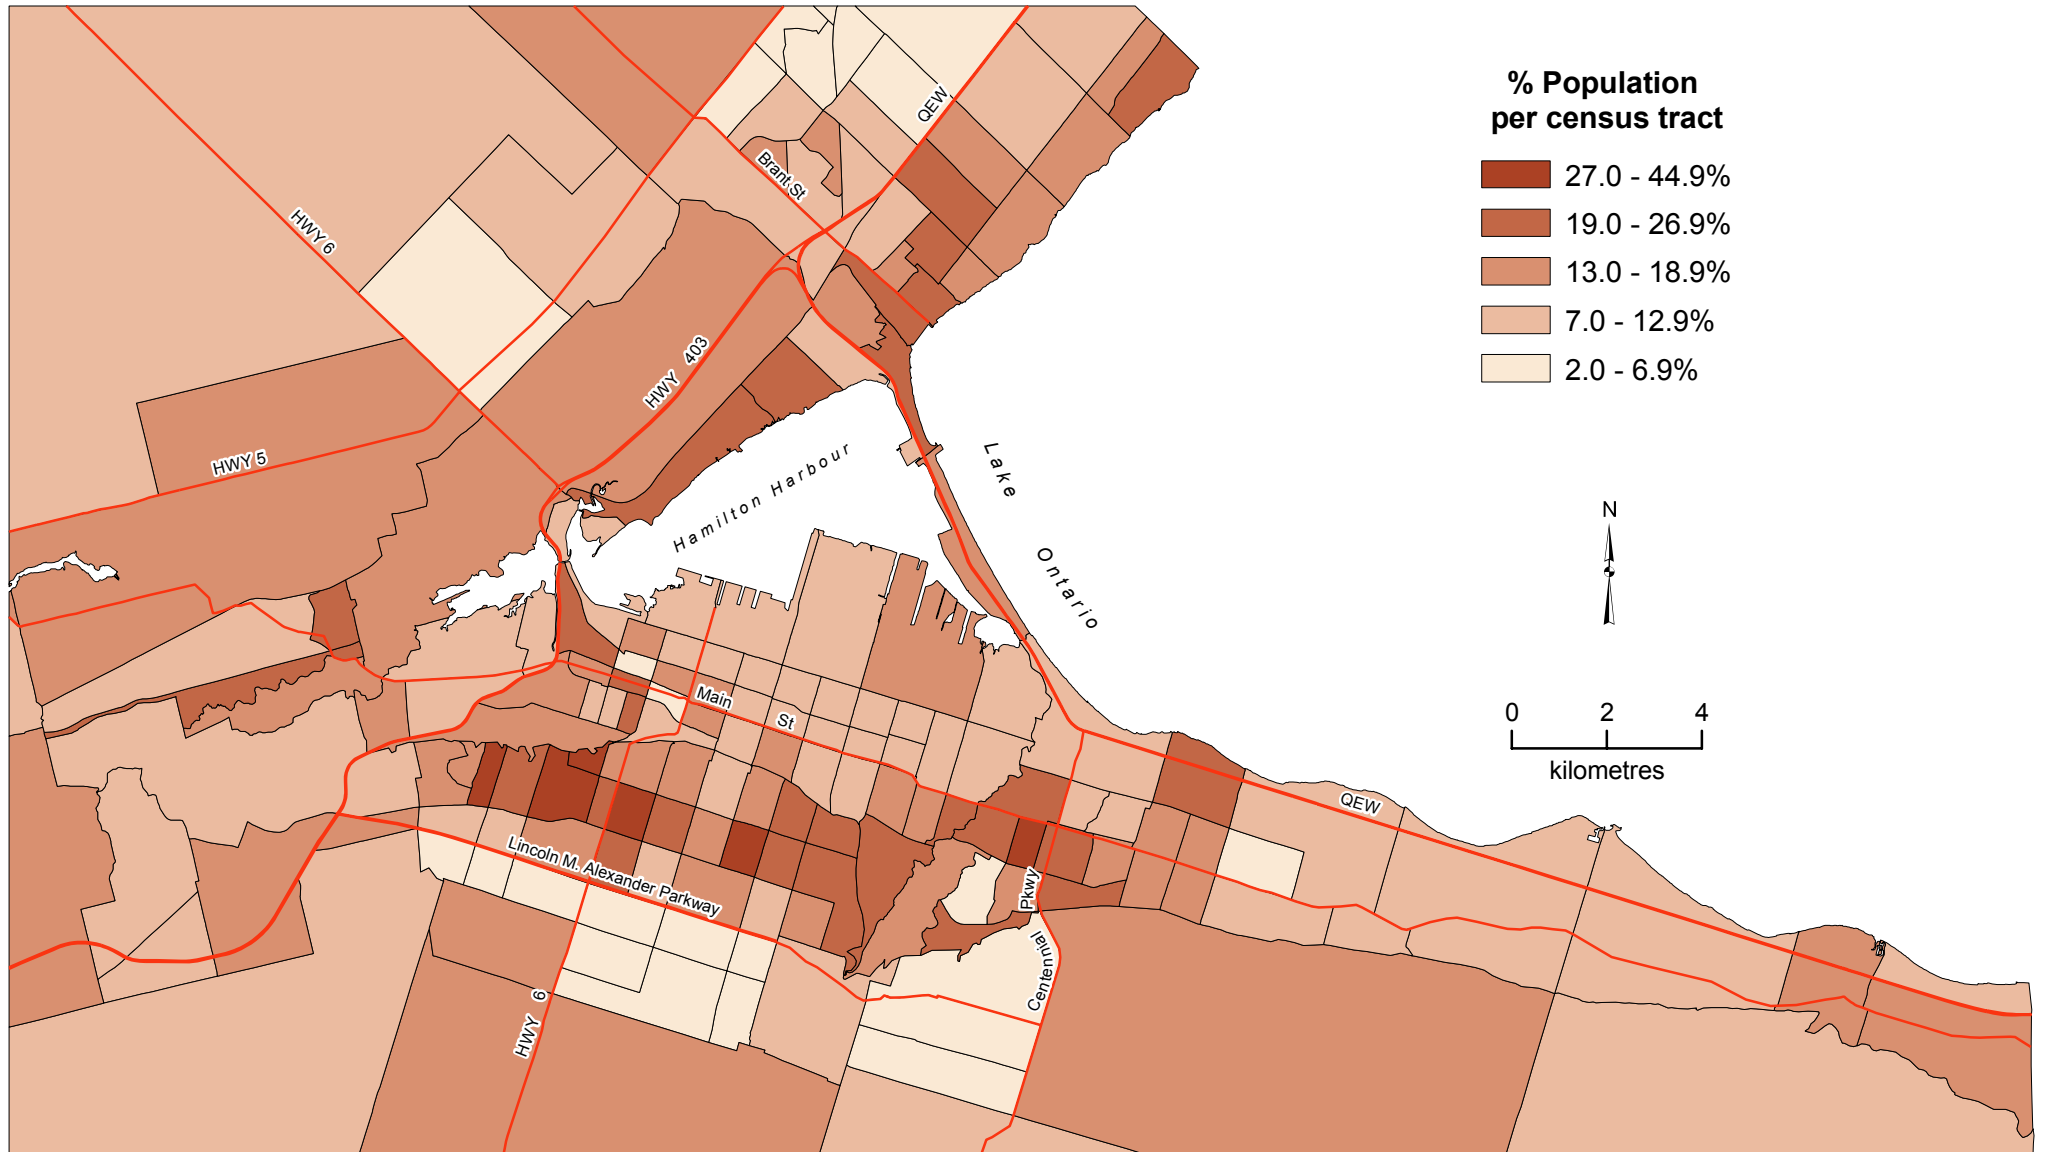 % Population
per census tract
27.0 - 44.9%
19.0 - 26.9%
13.0 - 18.9%
7.0 - 12.9%
2.0 - 6.9%
QEW
Brant St
HWY 6
HWY 403
HWY 5
Hamilton Harbour
Lake
Ontario
N
0 2 4
kilometres
Main St
QEW
Lincoln M. Alexander Parkway
Centennial Pkwy
HWY 6